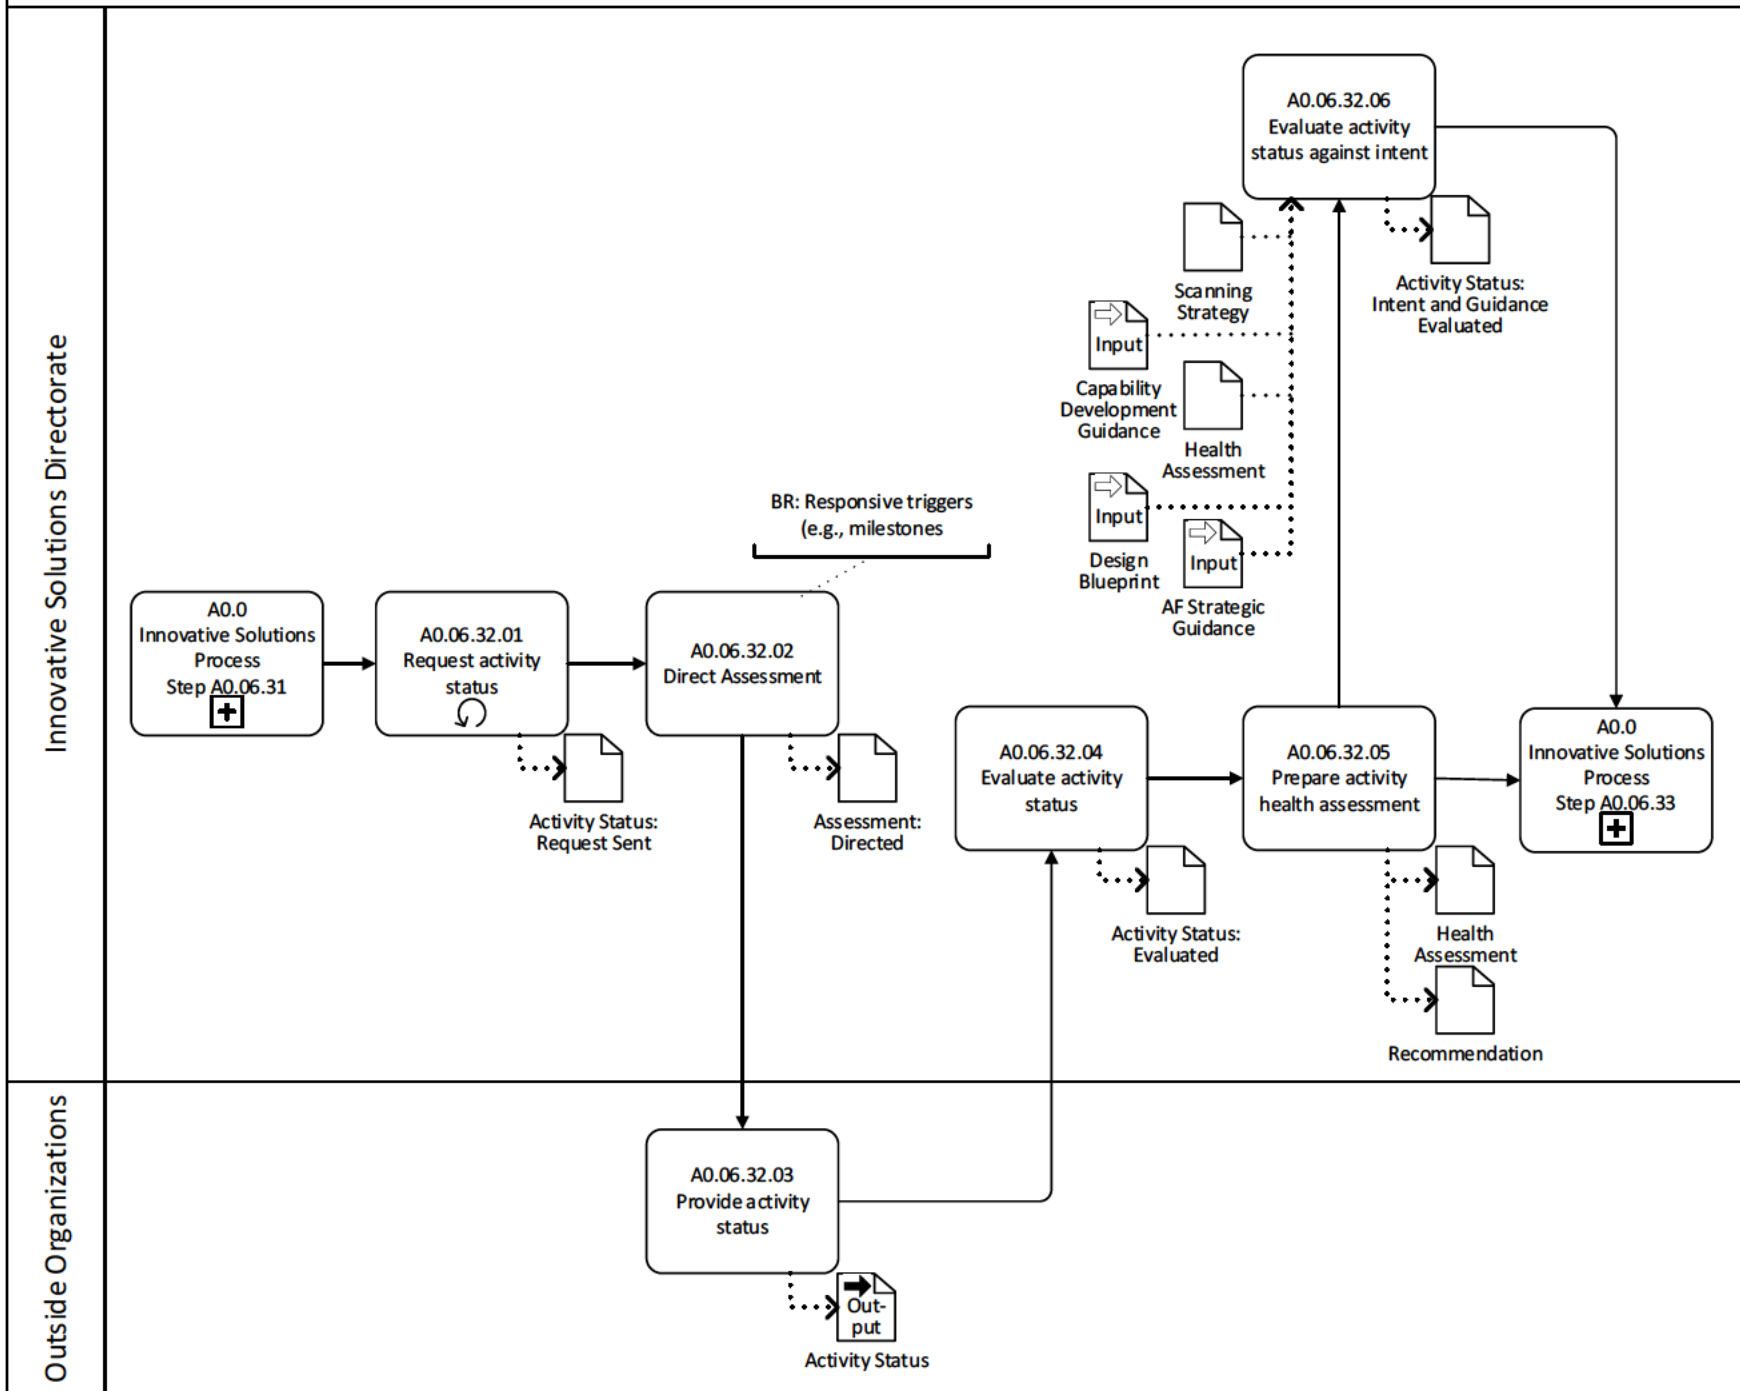 Innovative Solutions Directorate
A0.06.32.06
Evaluate activity
status against intent
Scanning
Strategy
Activity Status:
Intent and Guidance
Evaluated
Input
Capability
Development
Guidance
Health
Assessment
Input
Design
Blueprint
Input
AF Strategic
Guidance
BR: Responsive triggers
(e.g., milestones
A0.0
Innovative Solutions
Process
Step A0.06.31
A0.06.32.01
Request activity
status
Activity Status:
Request Sent
A0.06.32.02
Direct Assessment
Assessment:
Directed
A0.06.32.04
Evaluate activity
status
Activity Status:
Evaluated
A0.06.32.05
Prepare activity
health assessment
Health
Assessment
Recommendation
A0.0
Innovative Solutions
Process
Step A0.06.33
Outside Organizations
A0.06.32.03
Provide activity
status
Out-
put
Activity Status